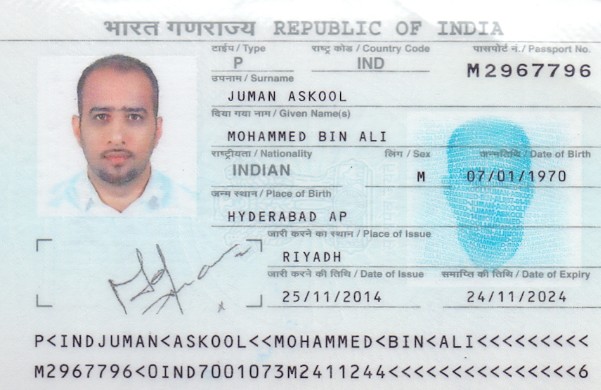 भारत गणराज्य REPUBLIC OF INDIA
टाईप / Type राष्ट्र कोड / Country Code पासपोर्ट नं. / Passport No.
P IND M2967796
उपनाम / Surname
JUMAN ASKOOL
दिया गया नाम / Given Name(s)
MOHAMMED BIN ALI
राष्ट्रीयता / Nationality लिंग / Sex जन्मतिथि / Date of Birth
INDIAN M 07/01/1970
जन्म स्थान / Place of Birth
HYDERABAD AP
जारी करने का स्थान / Place of Issue
RIYADH
जारी करने की तिथि / Date of Issue समाप्ति की तिथि / Date of Expiry
25/11/2014 24/11/2024
P<INDJUMAN<ASKOOL<<MOHAMMED<BIN<ALI<<<<<<<<<
M2967796<0IND7001073M2411244<<<<<<<<<<<<<<<6